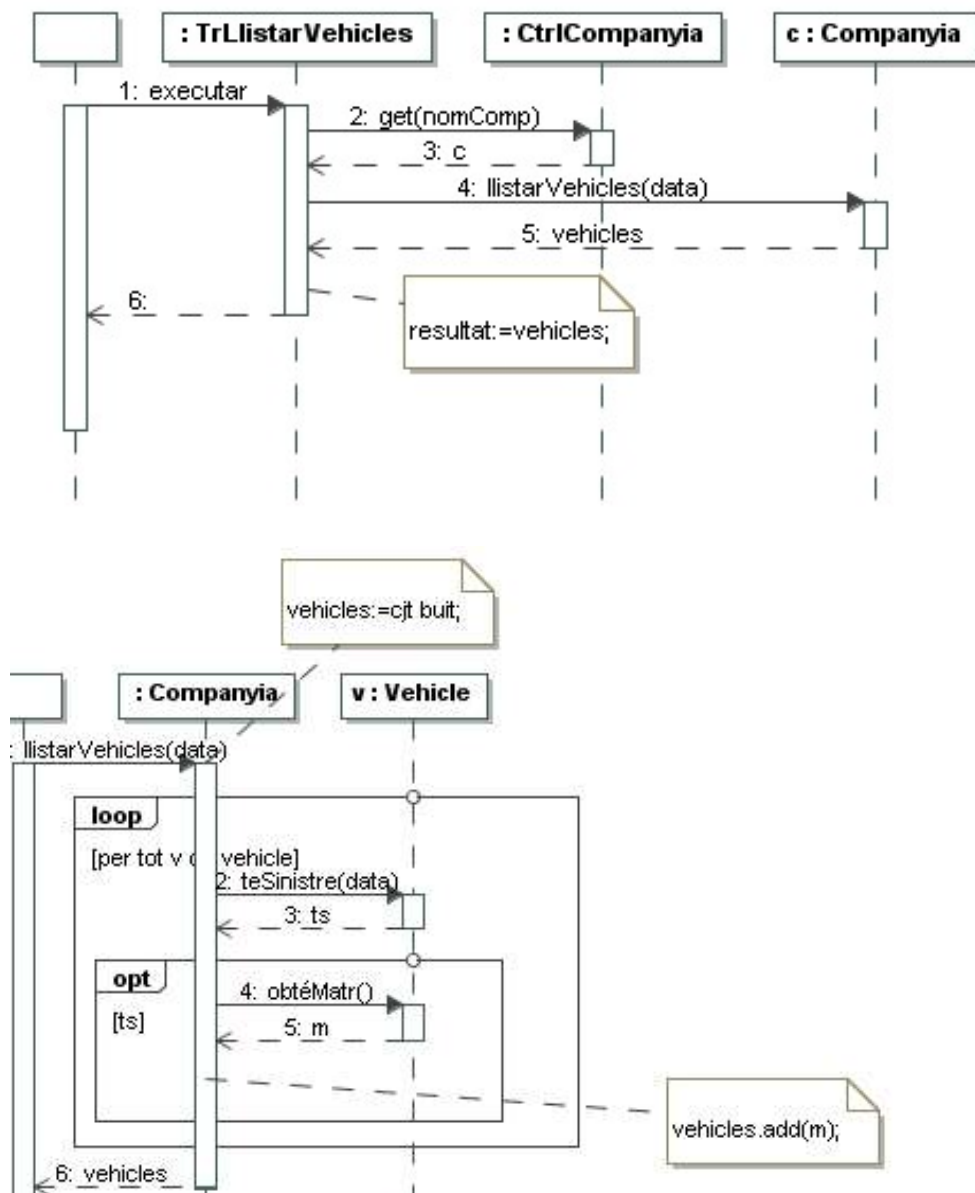 : TrLlistarVehicles
: CtrlCompanyia
c : Companyia
1: executar
2: get(nomComp)
3: c
4: llistarVehicles(data)
5: vehicles
6:
resultat:=vehicles;
vehicles:=cjt buit;
: Companyia
v : Vehicle
: llistarVehicles(data)
loop
[per tot v vehicle]
2: teSinistre(data)
3: ts
opt
4: obtéMatr()
[ts]
5: m
vehicles.add(m);
6: vehicles